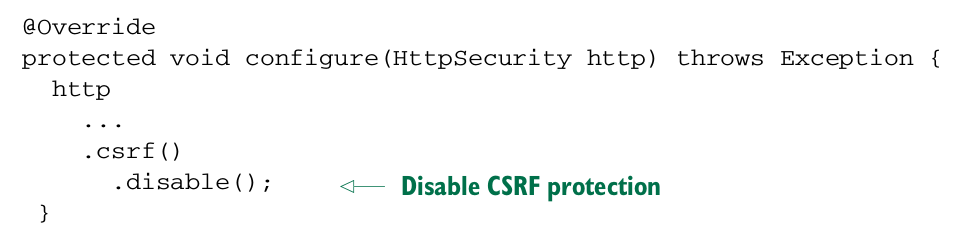 @Override
protected void configure(HttpSecurity http) throws Exception {
  http
    ...
    .csrf()
      .disable(); Disable CSRF protection
 }